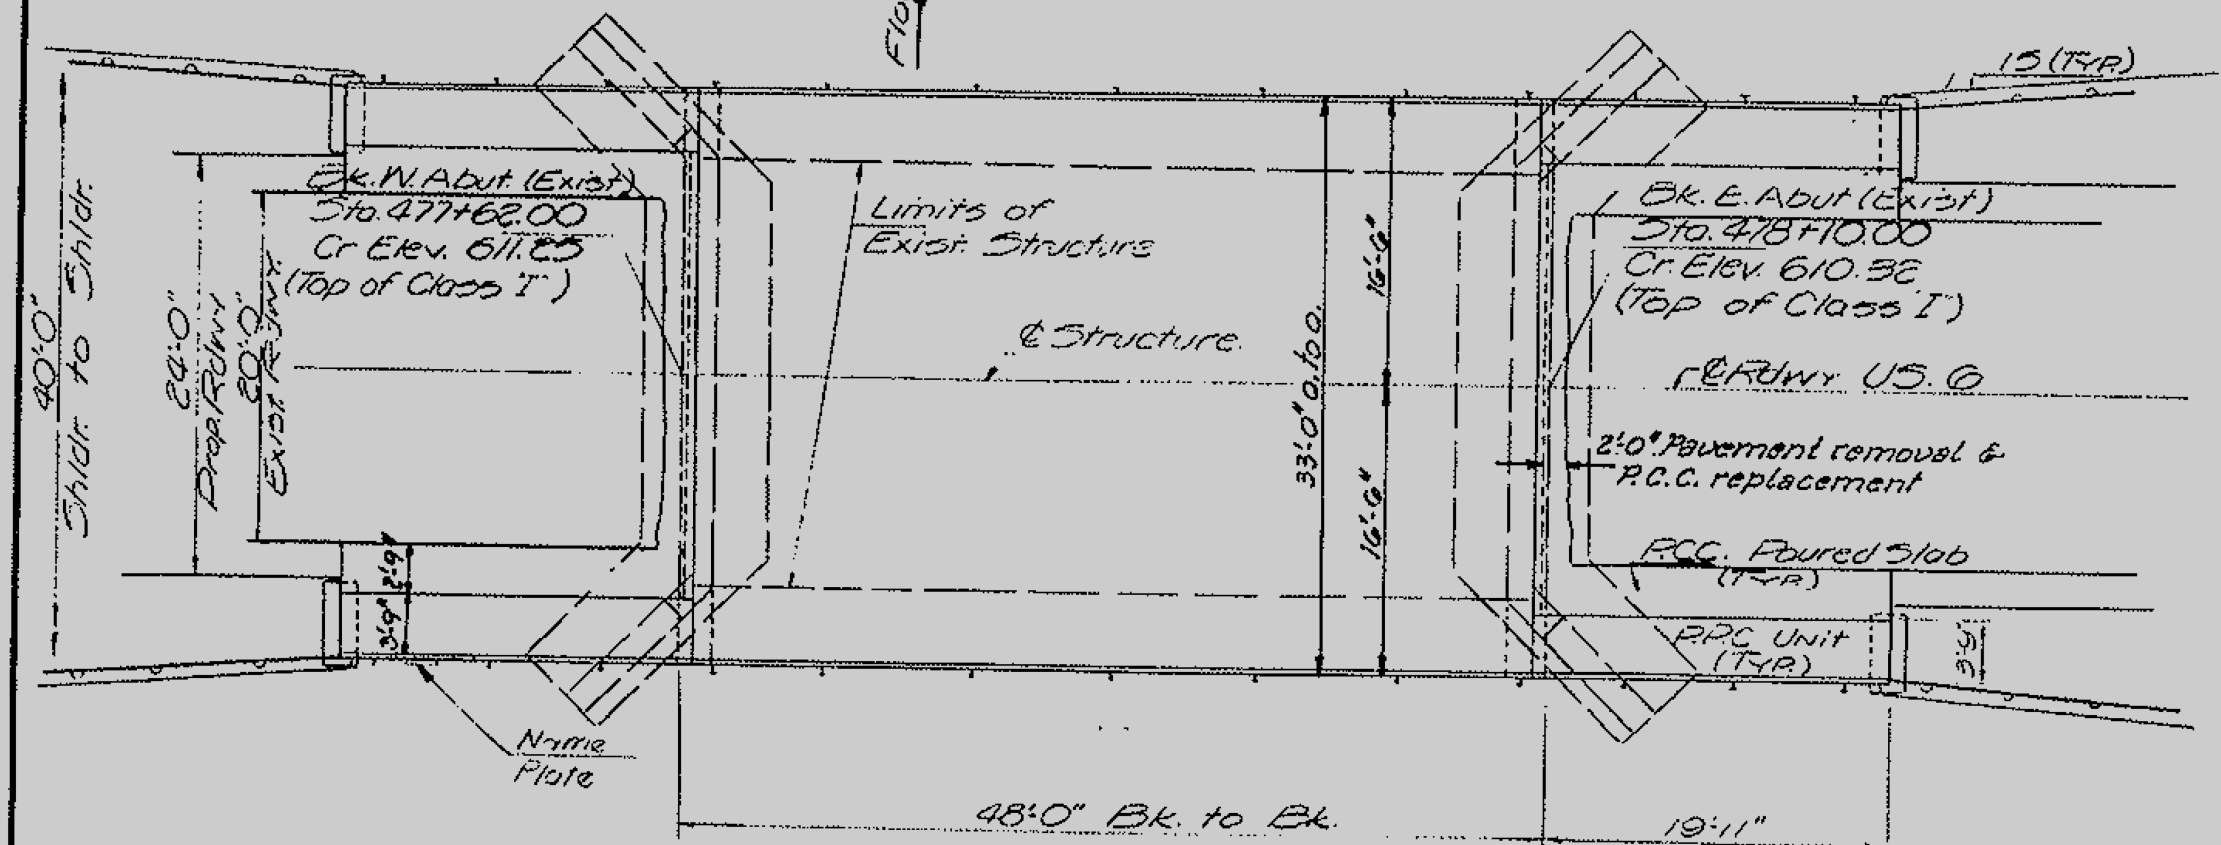 Flo
15 (TYP.)
Bk. W. Abut. (Exist)
Sta. 477+62.00
Cr Elev. 611.85
(Top of Class I")
Limits of
Exist. Structure
Bk. E. Abut (Exist)
Sta. 478+10.00
Cr. Elev. 610.32
(Top of Class I")
40'-0"
Shldr. to Shldr.
24'-0"
Prop. Rdwy
20'-0"
Exist. Rdwy.
℄ Structure
33'-0" o. to o.
16'-6"
16'-6"
℄ Rdwy US. 6
2'-0" Pavement removal &
P.C.C. replacement
P.C.C. Poured Slab
(TYP.)
P.P.C. Unit
(TYP.)
2'-9"
3'-9"
3'-9"
Name
Plate
48'-0" Bk. to Bk.
19'-11"